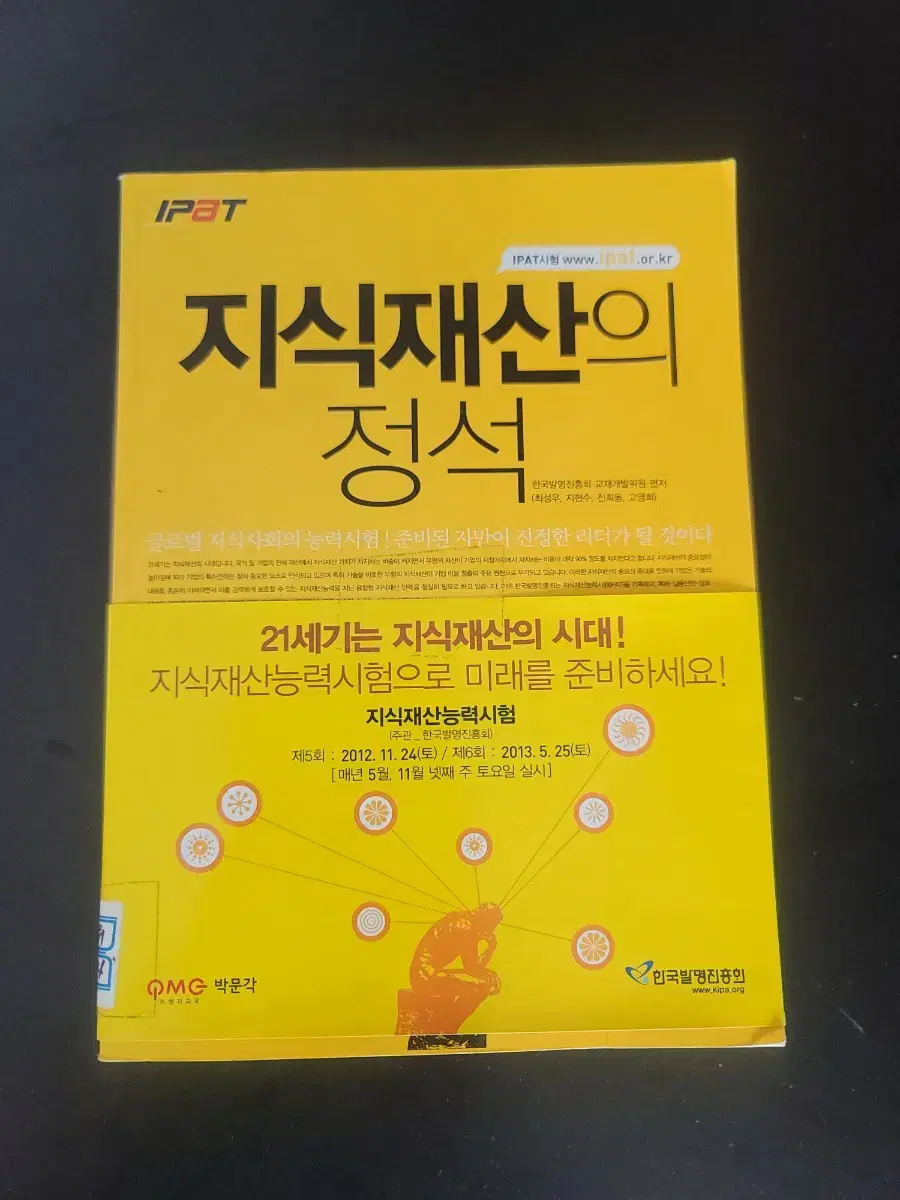 IPAT
IPAT시험 www.ipat.or.kr
지식재산의
정석
한국발명진흥회 교재개발위원 편저
(최성우, 지현수, 진희동, 고영회)
글로벌 지식사회의 능력시험! 준비된 자만이 진정한 리더가 될 것이다
21세기는 지식재산의 시대!
지식재산능력시험으로 미래를 준비하세요!
지식재산능력시험
(주관_ 한국발명진흥회)
제5회 : 2012. 11. 24(토) / 제6회 : 2013. 5. 25(토)
[매년 5월, 11월 넷째 주 토요일 실시]
PMG 박문각
한국발명진흥회
www.kipa.org